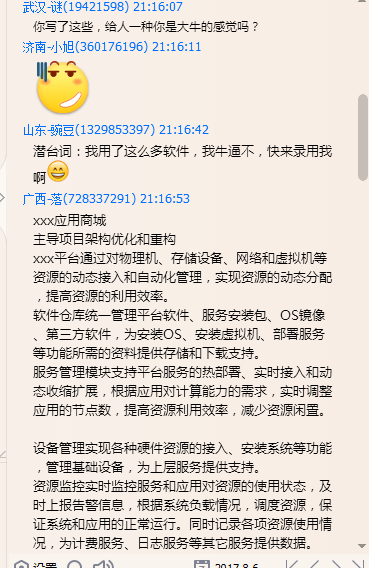 武汉-谜(19421598) 21:16:07
你写了这些，给人一种你是大牛的感觉吗？
济南-小旭(360176196) 21:16:11
山东-豌豆(1329853397) 21:16:42
潜台词：我用了这么多软件，我牛逼不，快来录用我
啊
广西-落(728337291) 21:16:53
xxx应用商城
主导项目架构优化和重构
xxx平台通过对物理机、存储设备、网络和虚拟机等
资源的动态接入和自动化管理，实现资源的动态分配
，提高资源的利用效率。
软件仓库统一管理平台软件、服务安装包、OS镜像
、第三方软件，为安装OS、安装虚拟机、部署服务
等功能所需的资料提供存储和下载支持。
服务管理模块支持平台服务的热部署、实时接入和动
态收缩扩展，根据应用对计算能力的需求，实时调整
应用的节点数，提高资源利用效率，减少资源闲置。
设备管理实现各种硬件资源的接入、安装系统等功能
，管理基础设备，为上层服务提供支持。
资源监控实时监控服务和应用对资源的使用状态，及
时上报告警信息，根据系统负载情况，调度资源，保
证系统和应用的正常运行。同时记录各项资源使用情
况，为计费服务、日志服务等其它服务提供数据。
设置 2017-8-6